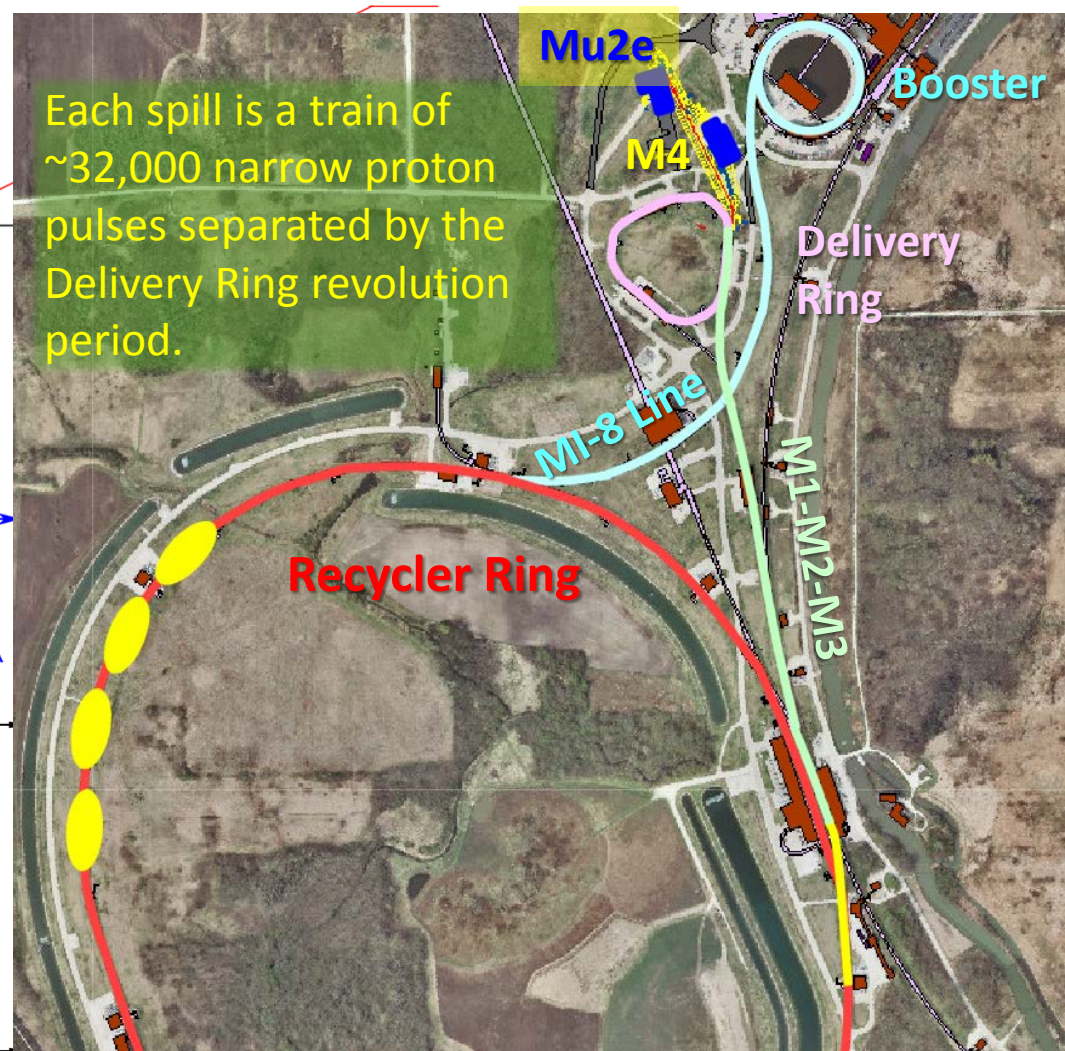 Mu2e
Booster
Each spill is a train of
~32,000 narrow proton
pulses separated by the
Delivery Ring revolution
period.
M4
Delivery
Ring
MI-8 Line
M1-M2-M3
Recycler Ring